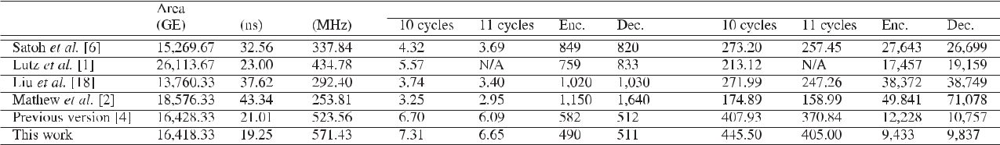 Area
(GE) (ns) (MHz) 10 cycles 11 cycles Enc. Dec. 10 cycles 11 cycles Enc. Dec.
Satoh et al. [6] 15,269.67 32.56 337.84 4.32 3.69 849 820 273.20 257.45 27,643 26,699
Lutz et al. [1] 26,113.67 23.00 434.78 5.57 N/A 759 833 213.12 N/A 17,457 19,159
Liu et al. [18] 13,760.33 37.62 292.40 3.74 3.40 1,020 1,030 271.99 247.26 38,372 38,749
Mathew et al. [2] 18,576.33 43.34 253.81 3.25 2.95 1,150 1,640 174.89 158.99 49.841 71,078
Previous version [4] 16,428.33 21.01 523.56 6.70 6.09 582 512 407.93 370.84 12,228 10,757
This work 16,418.33 19.25 571.43 7.31 6.65 490 511 445.50 405.00 9,433 9,837